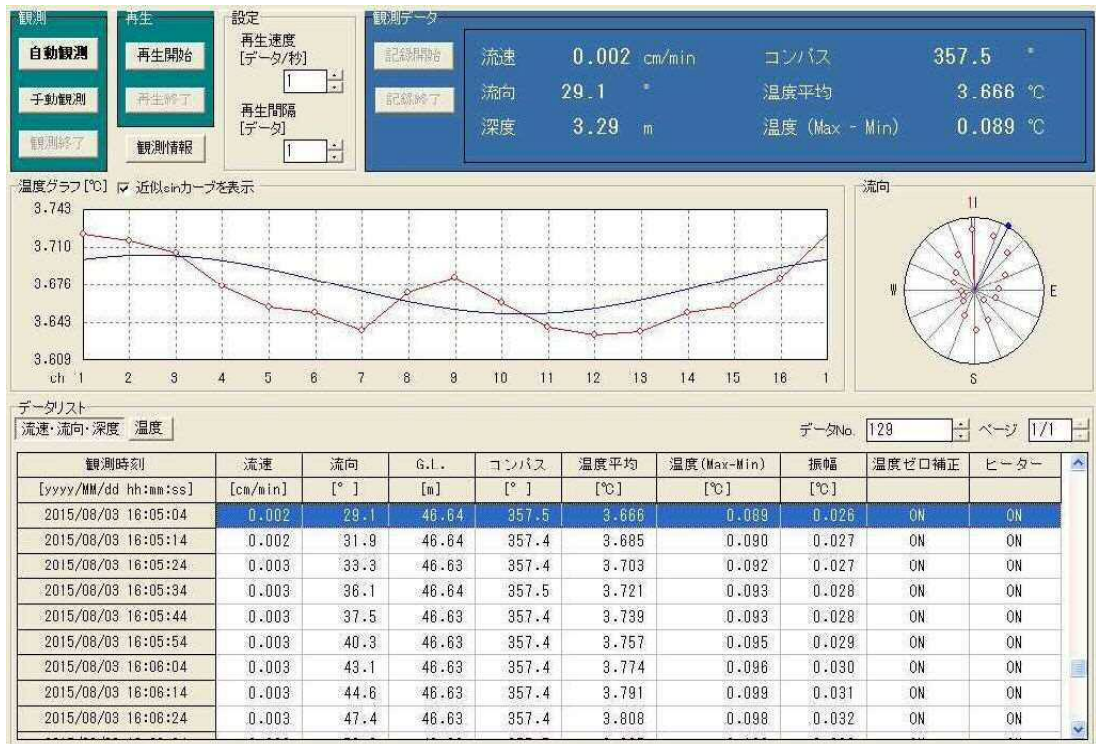 観測
自動観測
手動観測
観測終了
再生
再生開始
再生終了
観測情報
設定
再生速度
[データ/秒]
1
再生間隔
[データ]
1
観測データ
記録開始
記録終了
流速 0.002 cm/min コンパス 357.5 °
流向 29.1 ° 温度平均 3.666 ℃
深度 3.29 m 温度 (Max - Min) 0.089 ℃
温度グラフ[℃] 近似sinカーブを表示
3.743
3.710
3.676
3.643
3.609
ch 1 2 3 4 5 6 7 8 9 10 11 12 13 14 15 16 1
流向
W
E
S
データリスト
流速・流向・深度 温度 データNo. 129 ページ 1/1
観測時刻 流速 流向 G.L. コンパス 温度平均 温度(Max-Min) 振幅 温度ゼロ補正 ヒーター
[yyyy/MM/dd hh:mm:ss] [cm/min] [° ] [m] [° ] [℃] [℃] [℃]
2015/08/03 16:05:04 0.002 29.1 46.64 357.5 3.666 0.089 0.026 ON ON
2015/08/03 16:05:14 0.002 31.9 46.64 357.4 3.685 0.090 0.027 ON ON
2015/08/03 16:05:24 0.003 33.3 46.63 357.4 3.703 0.092 0.027 ON ON
2015/08/03 16:05:34 0.003 36.1 46.64 357.5 3.721 0.093 0.028 ON ON
2015/08/03 16:05:44 0.003 37.5 46.63 357.4 3.739 0.093 0.028 ON ON
2015/08/03 16:05:54 0.003 40.3 46.63 357.4 3.757 0.095 0.029 ON ON
2015/08/03 16:06:04 0.003 43.1 46.63 357.4 3.774 0.096 0.030 ON ON
2015/08/03 16:06:14 0.003 44.6 46.63 357.4 3.791 0.099 0.031 ON ON
2015/08/03 16:06:24 0.003 47.4 46.63 357.4 3.808 0.098 0.032 ON ON